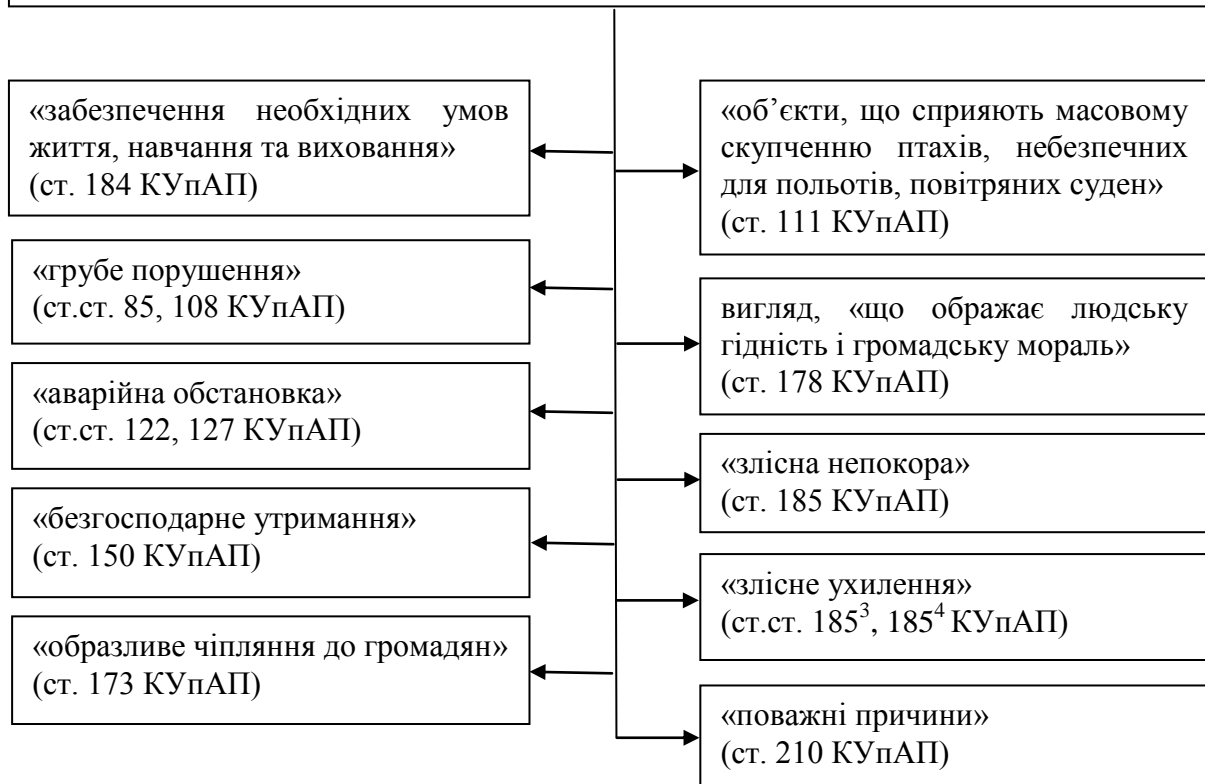 «забезпечення необхідних умов
життя, навчання та виховання»
(ст. 184 КУпАП)
«грубе порушення»
(ст.ст. 85, 108 КУпАП)
«аварійна обстановка»
(ст.ст. 122, 127 КУпАП)
«безгосподарне утримання»
(ст. 150 КУпАП)
«образливе чіпляння до громадян»
(ст. 173 КУпАП)
«об’єкти, що сприяють масовому
скупченню птахів, небезпечних
для польотів, повітряних суден»
(ст. 111 КУпАП)
вигляд, «що ображає людську
гідність і громадську мораль»
(ст. 178 КУпАП)
«злісна непокора»
(ст. 185 КУпАП)
«злісне ухилення»
(ст.ст. 185³, 185⁴ КУпАП)
«поважні причини»
(ст. 210 КУпАП)